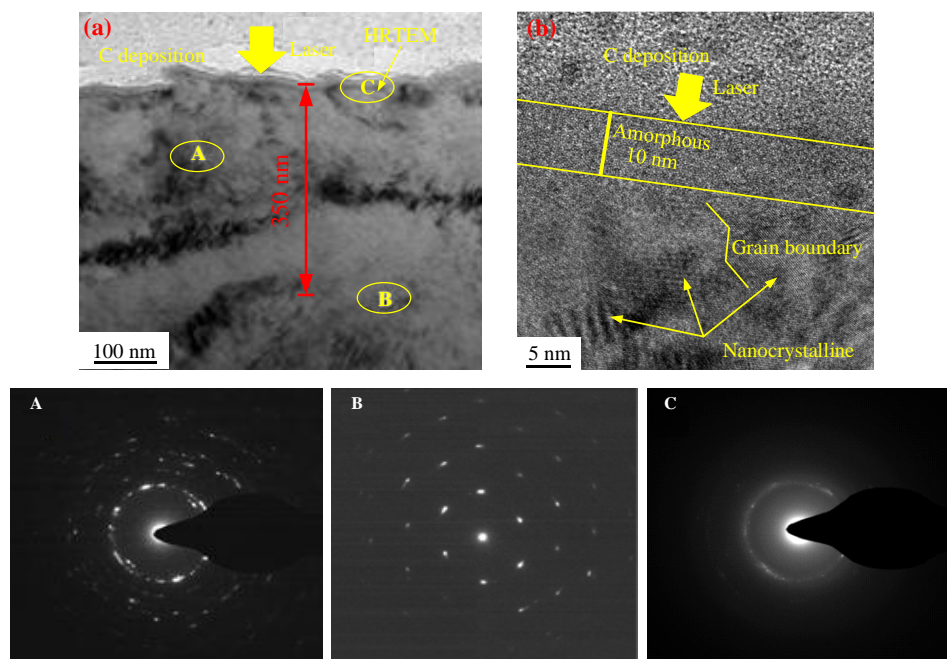 (a)
C deposition
Laser
HRTEM
C
A
350 nm
B
100 nm
(b)
C deposition
Laser
Amorphous
10 nm
Grain boundary
Nanocrystalline
5 nm
A
B
C